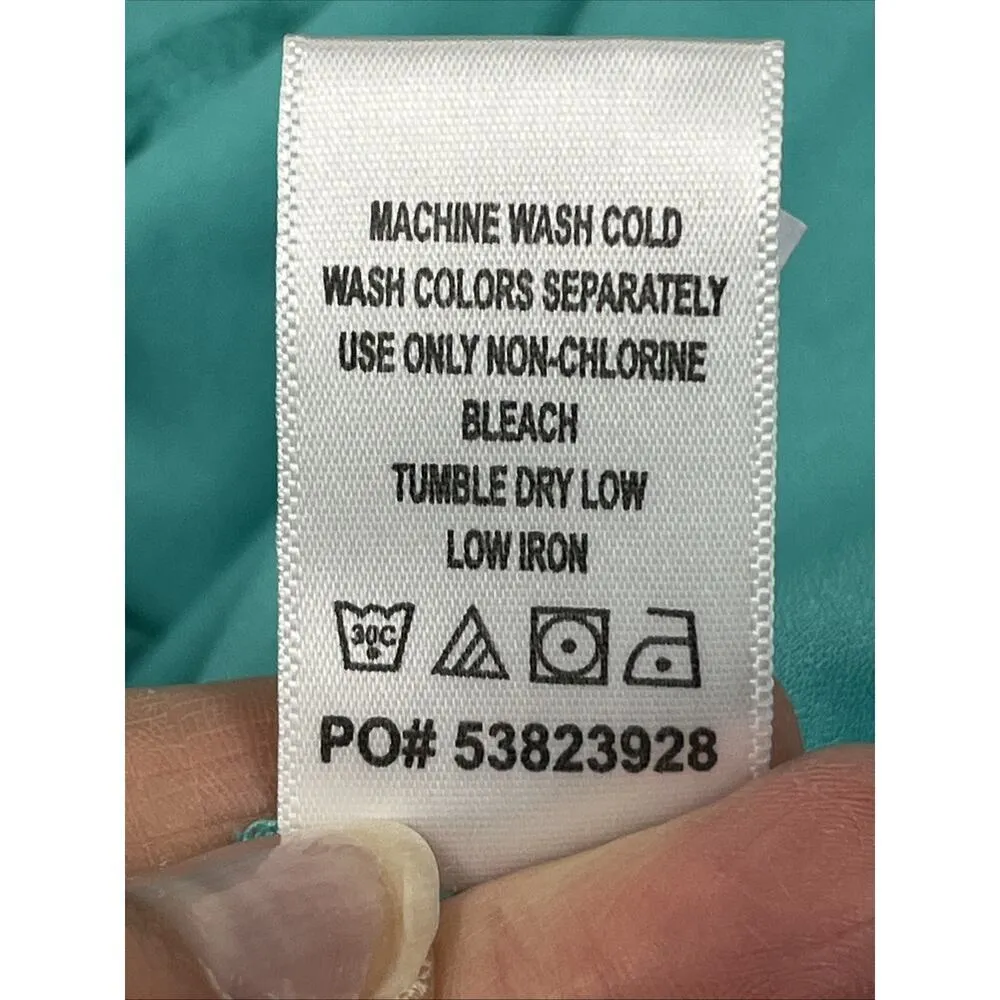 MACHINE WASH COLD
WASH COLORS SEPARATELY
USE ONLY NON-CHLORINE
BLEACH
TUMBLE DRY LOW
LOW IRON
30C
PO# 53823928